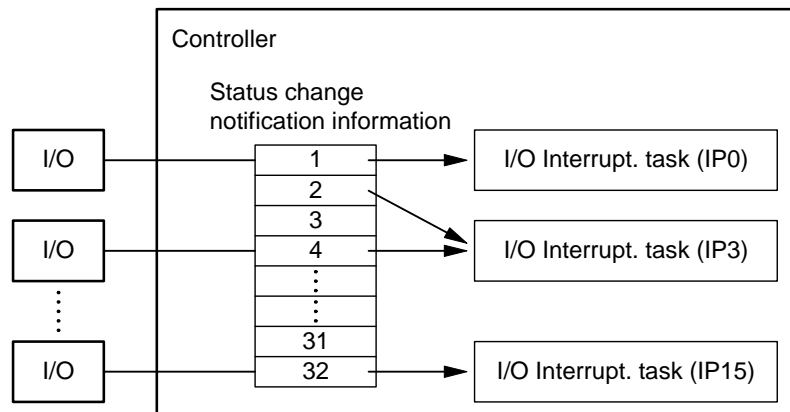 Controller
Status change
notification information
I/O
1
I/O Interrupt. task (IP0)
2
3
I/O
4
I/O Interrupt. task (IP3)
31
I/O
32
I/O Interrupt. task (IP15)